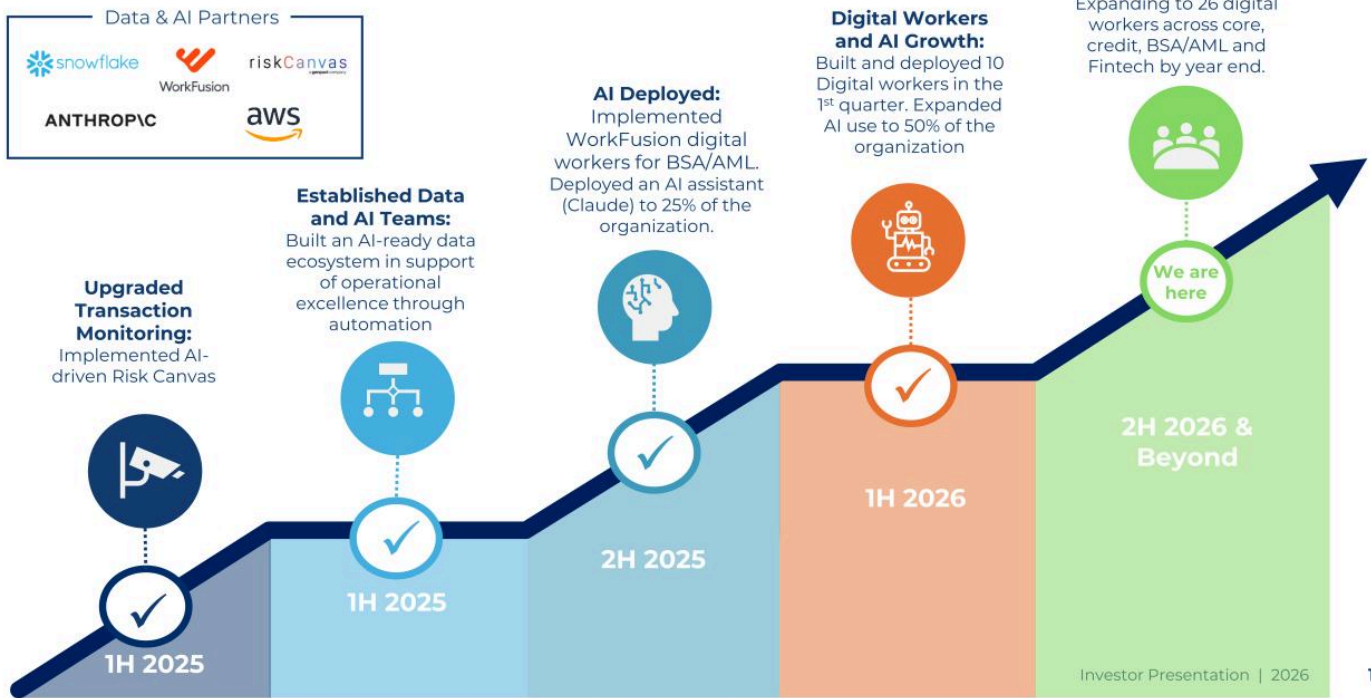 Data & AI Partners
snowflake
WorkFusion
riskCanvas
a genpact company
ANTHROP\C
aws
Upgraded
Transaction
Monitoring:
Implemented AI-
driven Risk Canvas
1H 2025
Established Data
and AI Teams:
Built an AI-ready data
ecosystem in support
of operational
excellence through
automation
1H 2025
AI Deployed:
Implemented
WorkFusion digital
workers for BSA/AML.
Deployed an AI assistant
(Claude) to 25% of the
organization.
2H 2025
Digital Workers
and AI Growth:
Built and deployed 10
Digital workers in the
1st quarter. Expanded
AI use to 50% of the
organization
1H 2026
Expanding to 26 digital
workers across core,
credit, BSA/AML and
Fintech by year end.
We are
here
2H 2026 &
Beyond
Investor Presentation | 2026